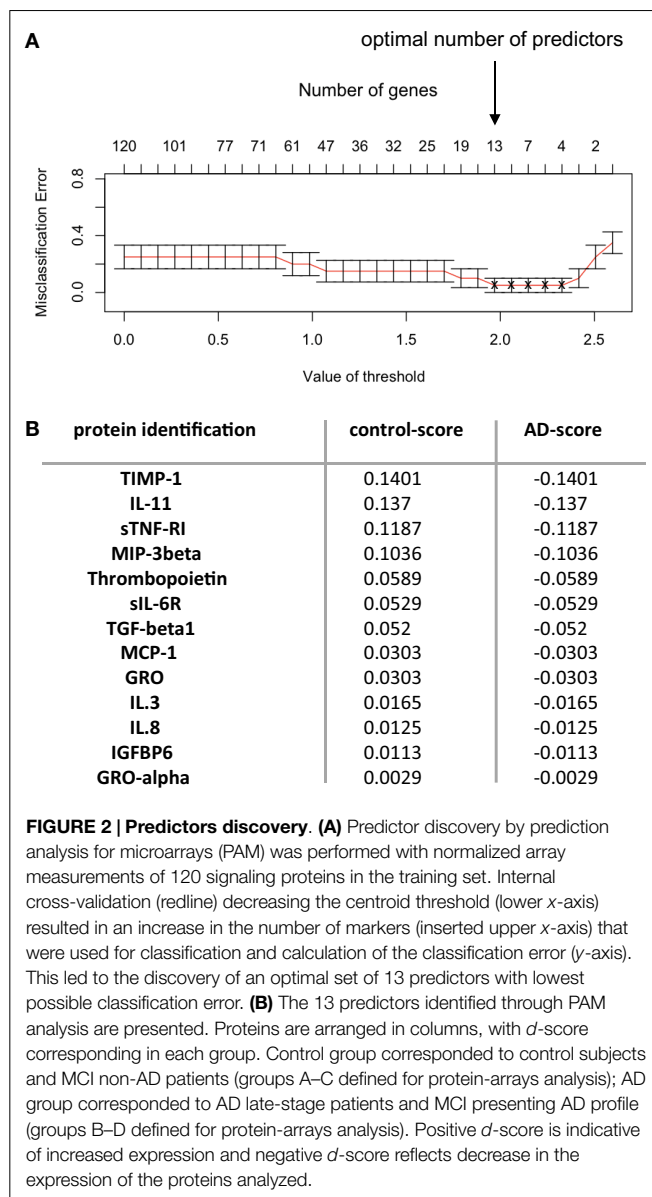 A
optimal number of predictors
Number of genes
120 101 77 71 61 47 36 32 25 19 13 7 4 2
Misclassification Error
0.8
0.4
0.0
0.0 0.5 1.0 1.5 2.0 2.5
Value of threshold
B protein identification control-score AD-score
TIMP-1 0.1401 -0.1401
IL-11 0.137 -0.137
sTNF-RI 0.1187 -0.1187
MIP-3beta 0.1036 -0.1036
Thrombopoietin 0.0589 -0.0589
sIL-6R 0.0529 -0.0529
TGF-beta1 0.052 -0.052
MCP-1 0.0303 -0.0303
GRO 0.0303 -0.0303
IL.3 0.0165 -0.0165
IL.8 0.0125 -0.0125
IGFBP6 0.0113 -0.0113
GRO-alpha 0.0029 -0.0029
FIGURE 2 | Predictors discovery. (A) Predictor discovery by prediction
analysis for microarrays (PAM) was performed with normalized array
measurements of 120 signaling proteins in the training set. Internal
cross-validation (redline) decreasing the centroid threshold (lower x-axis)
resulted in an increase in the number of markers (inserted upper x-axis) that
were used for classification and calculation of the classification error (y-axis).
This led to the discovery of an optimal set of 13 predictors with lowest
possible classification error. (B) The 13 predictors identified through PAM
analysis are presented. Proteins are arranged in columns, with d-score
corresponding in each group. Control group corresponded to control subjects
and MCI non-AD patients (groups A–C defined for protein-arrays analysis); AD
group corresponded to AD late-stage patients and MCI presenting AD profile
(groups B–D defined for protein-arrays analysis). Positive d-score is indicative
of increased expression and negative d-score reflects decrease in the
expression of the proteins analyzed.